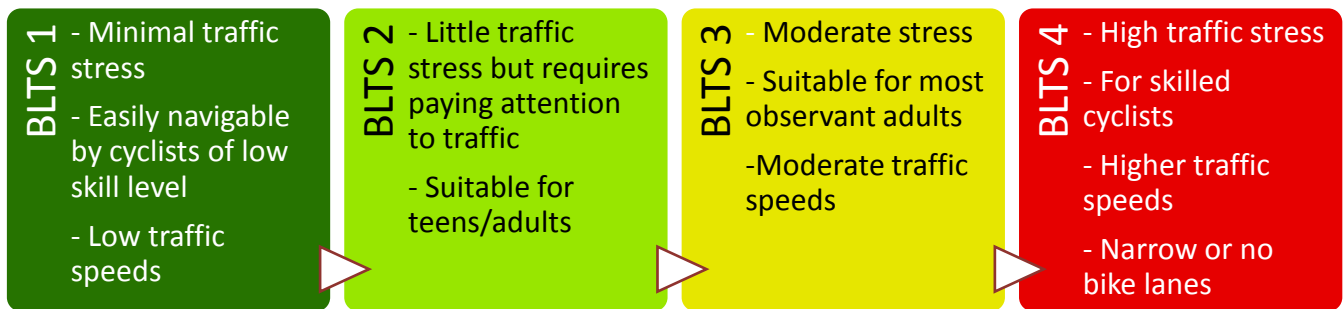 BLTS 1
- Minimal traffic
stress
- Easily navigable
by cyclists of low
skill level
- Low traffic
speeds
BLTS 2
- Little traffic
stress but requires
paying attention
to traffic
- Suitable for
teens/adults
BLTS 3
- Moderate stress
- Suitable for most
observant adults
-Moderate traffic
speeds
BLTS 4
- High traffic stress
- For skilled
cyclists
- Higher traffic
speeds
- Narrow or no
bike lanes